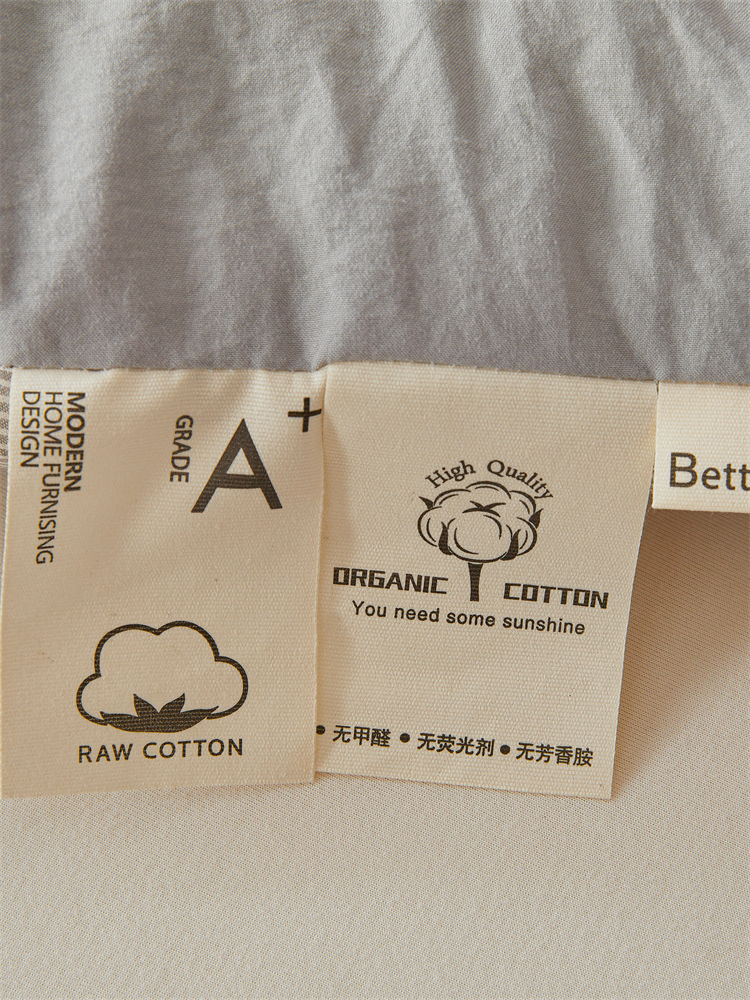 MODERN
HOME FURNISING
DESIGN
GRADE
A+
RAW COTTON
High Quality
ORGANIC COTTON
You need some sunshine
• 无甲醛 • 无荧光剂 • 无芳香胺
Bett